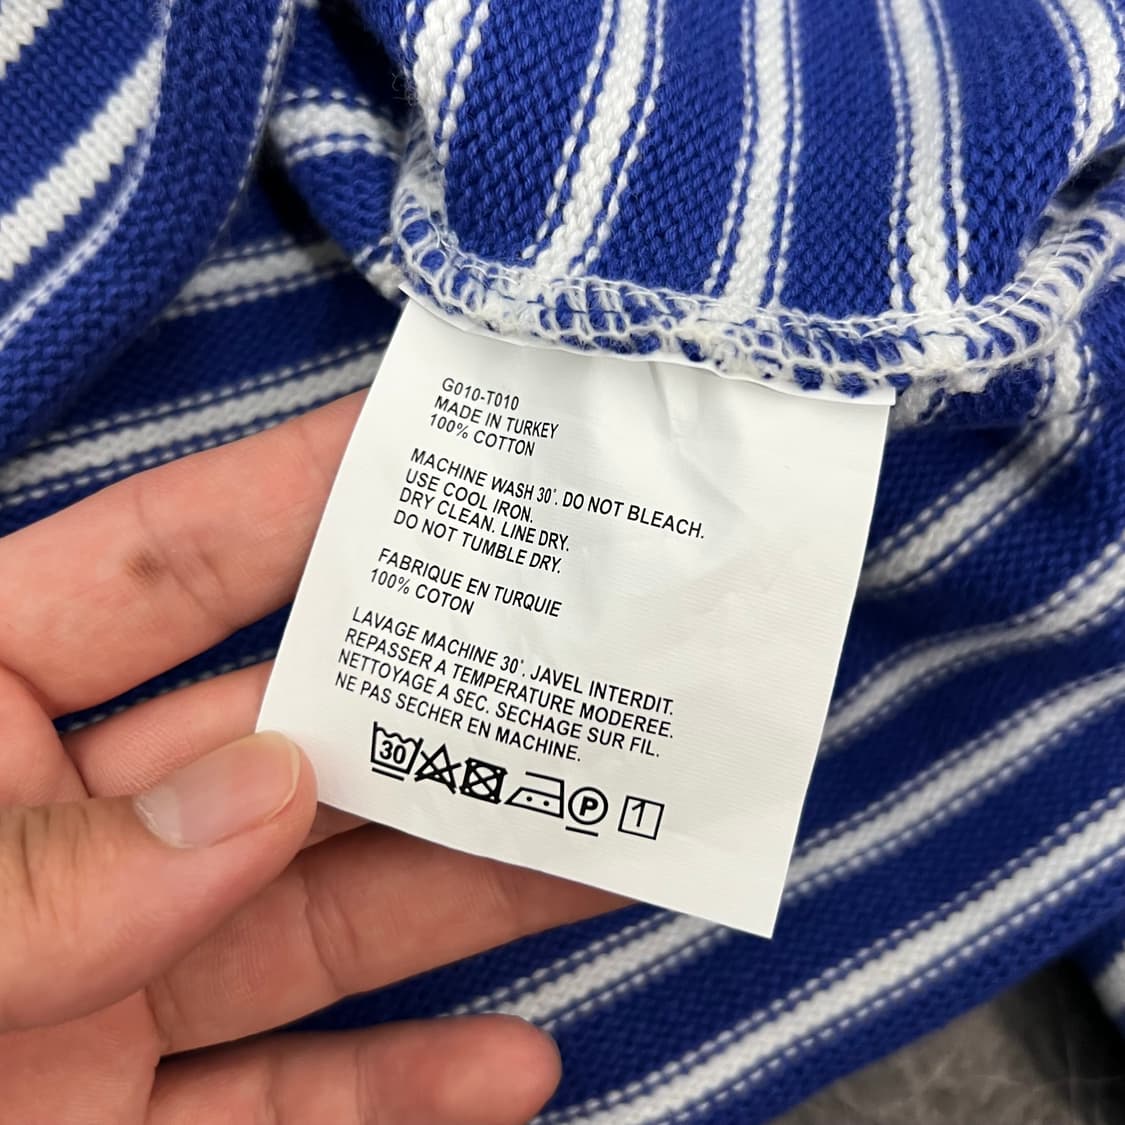 G010-T010
MADE IN TURKEY
100% COTTON
MACHINE WASH 30°. DO NOT BLEACH.
USE COOL IRON.
DRY CLEAN. LINE DRY.
DO NOT TUMBLE DRY.
FABRIQUE EN TURQUIE
100% COTON
LAVAGE MACHINE 30°. JAVEL INTERDIT.
REPASSER A TEMPERATURE MODEREE.
NETTOYAGE A SEC. SECHAGE SUR FIL.
NE PAS SECHER EN MACHINE.
30 P 1